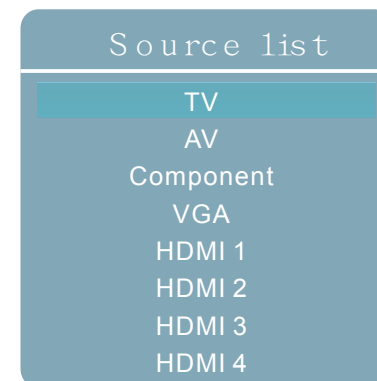 Source list
TV
AV
Component
VGA
HDMI 1
HDMI 2
HDMI 3
HDMI 4